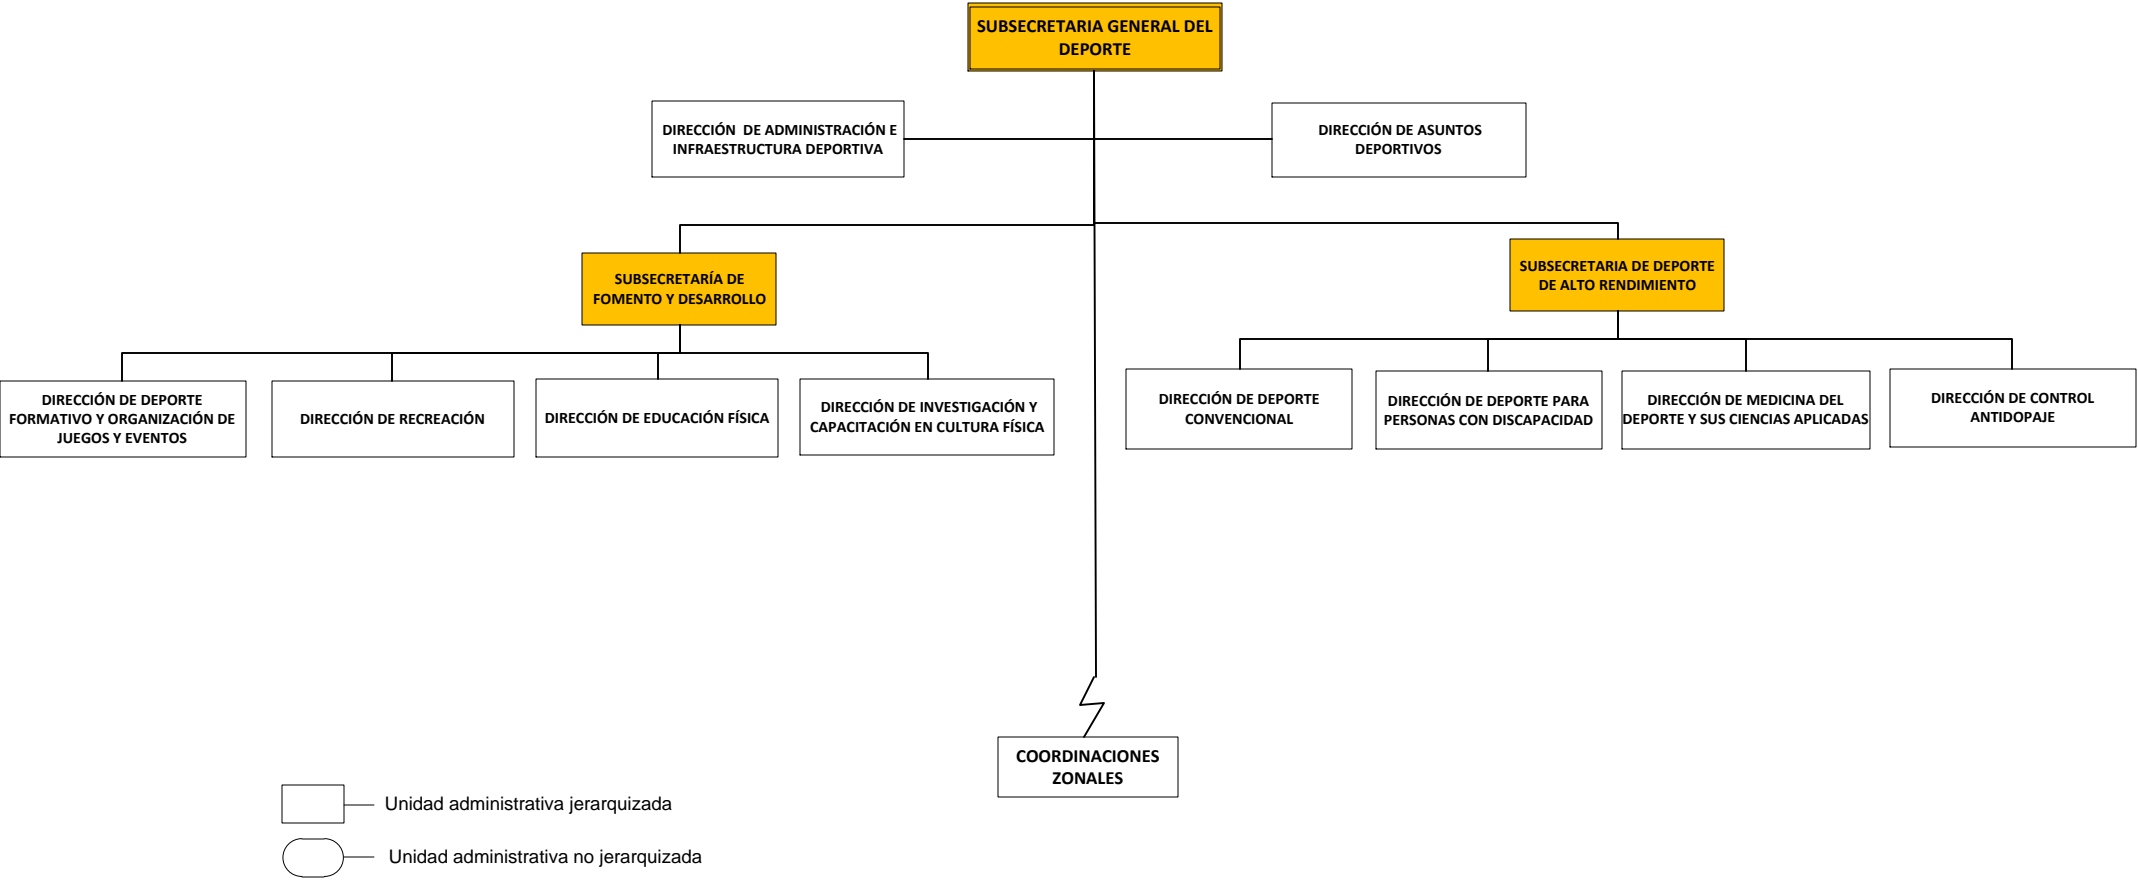 SUBSECRETARIA GENERAL DEL
DEPORTE
DIRECCIÓN DE ADMINISTRACIÓN E
INFRAESTRUCTURA DEPORTIVA
DIRECCIÓN DE ASUNTOS
DEPORTIVOS
SUBSECRETARÍA DE
FOMENTO Y DESARROLLO
SUBSECRETARIA DE DEPORTE
DE ALTO RENDIMIENTO
DIRECCIÓN DE DEPORTE
FORMATIVO Y ORGANIZACIÓN DE
JUEGOS Y EVENTOS
DIRECCIÓN DE RECREACIÓN
DIRECCIÓN DE EDUCACIÓN FÍSICA
DIRECCIÓN DE INVESTIGACIÓN Y
CAPACITACIÓN EN CULTURA FÍSICA
DIRECCIÓN DE DEPORTE
CONVENCIONAL
DIRECCIÓN DE DEPORTE PARA
PERSONAS CON DISCAPACIDAD
DIRECCIÓN DE MEDICINA DEL
DEPORTE Y SUS CIENCIAS APLICADAS
DIRECCIÓN DE CONTROL
ANTIDOPAJE
COORDINACIONES
ZONALES
Unidad administrativa jerarquizada
Unidad administrativa no jerarquizada